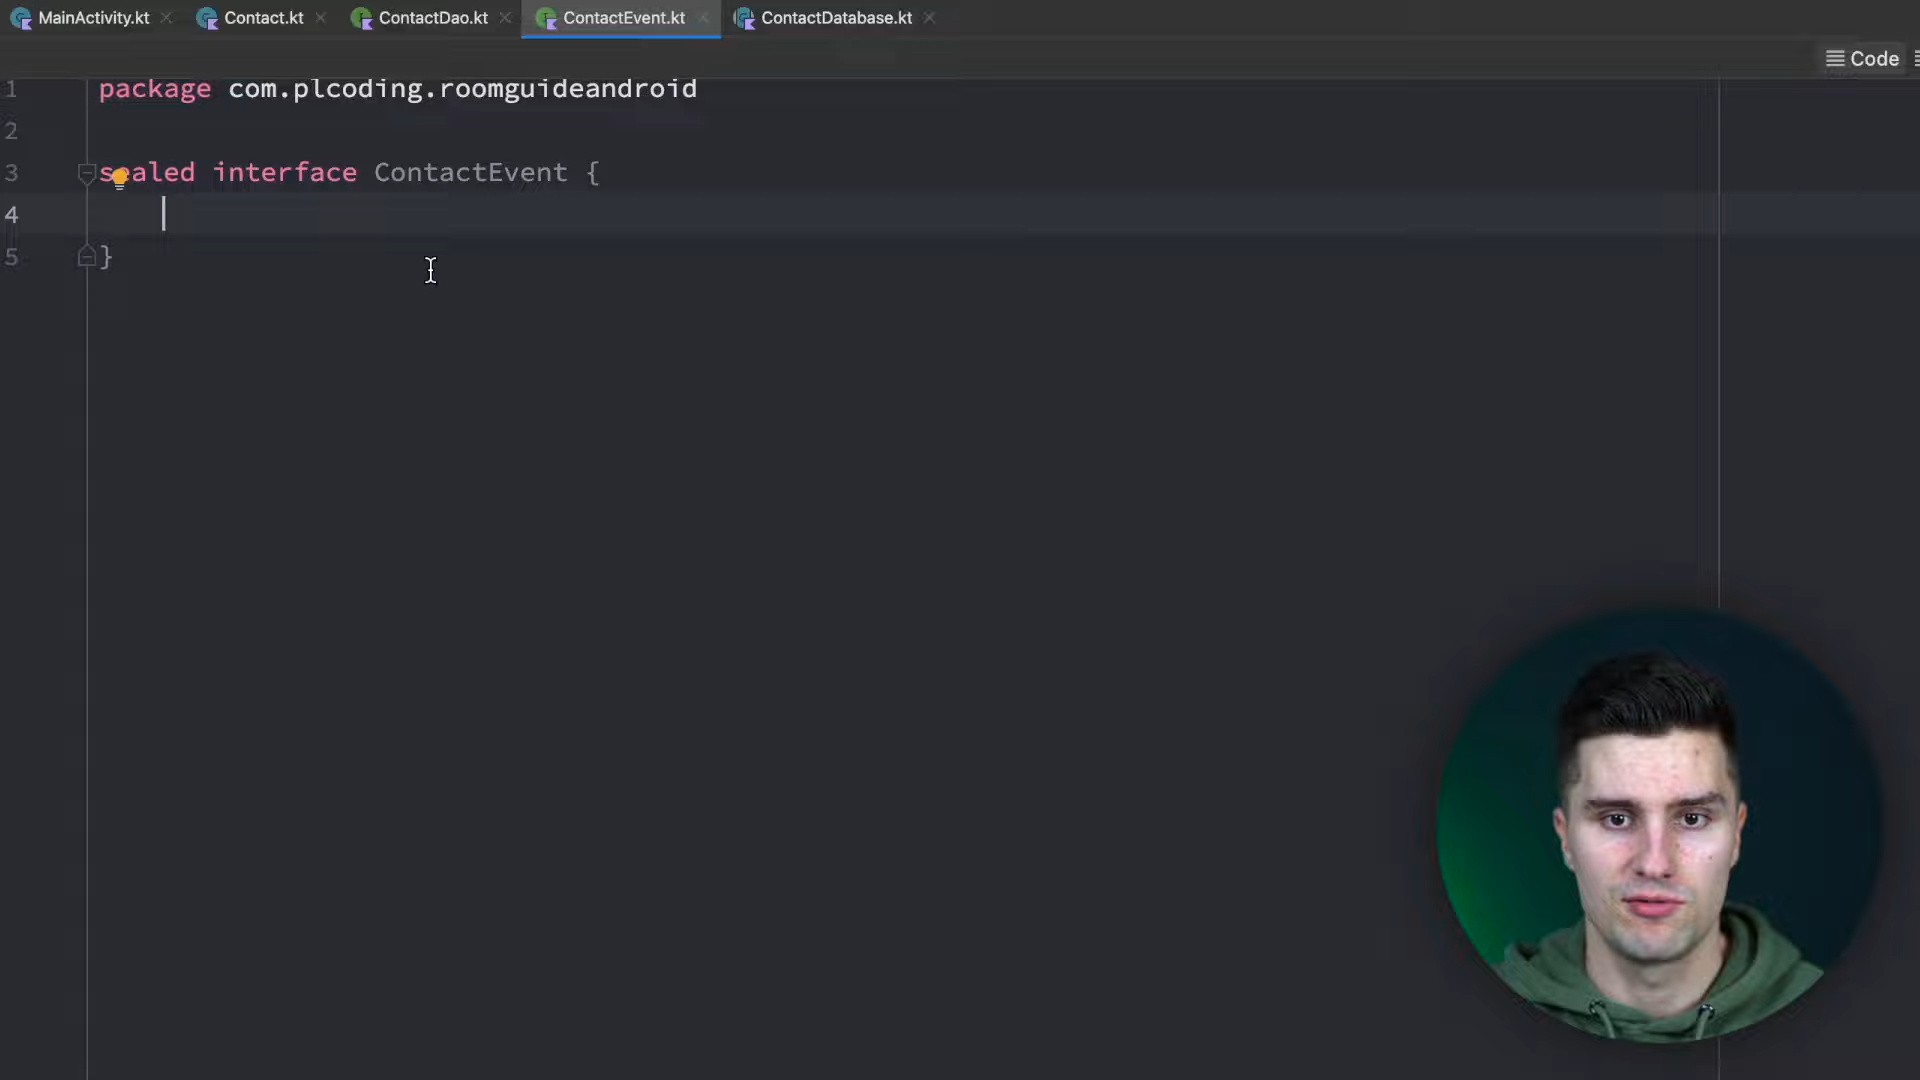 MainActivity.kt Contact.kt ContactDao.kt ContactEvent.kt ContactDatabase.kt
Code
1 package com.plcoding.roomguideandroid
2
3 sealed interface ContactEvent {
4
5 }